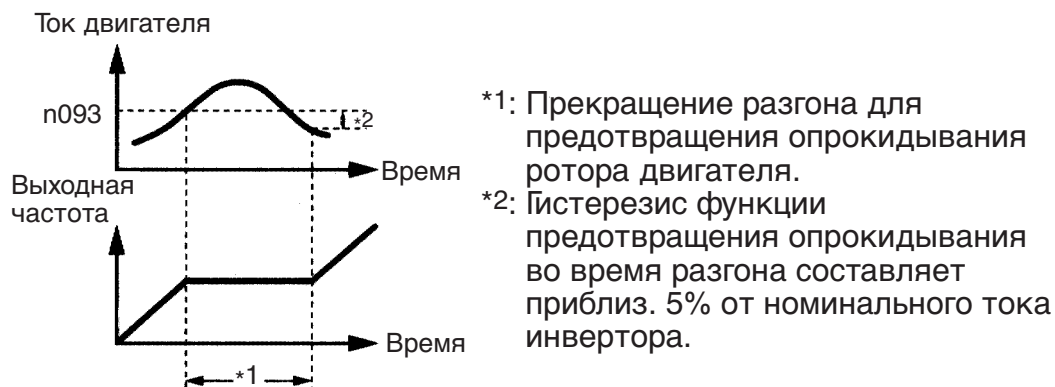 Ток двигателя
n093
*2
Время
Выходная
частота
Время
*1
*1: Прекращение разгона для
предотвращения опрокидывания
ротора двигателя.
*2: Гистерезис функции
предотвращения опрокидывания
во время разгона составляет
приблиз. 5% от номинального тока
инвертора.